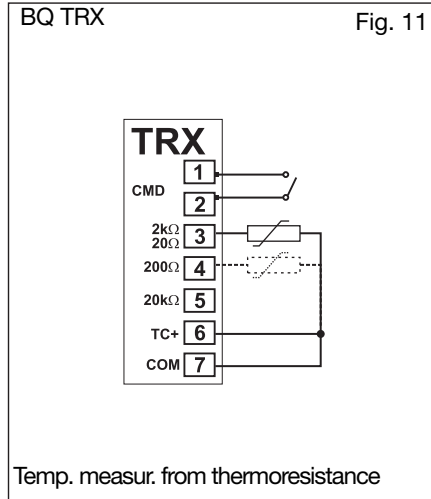 BQ TRX
Fig. 11
TRX
1
CMD
2
2kΩ
20Ω
3
200Ω
4
20kΩ
5
TC+
6
COM
7
Temp. measur. from thermoresistance